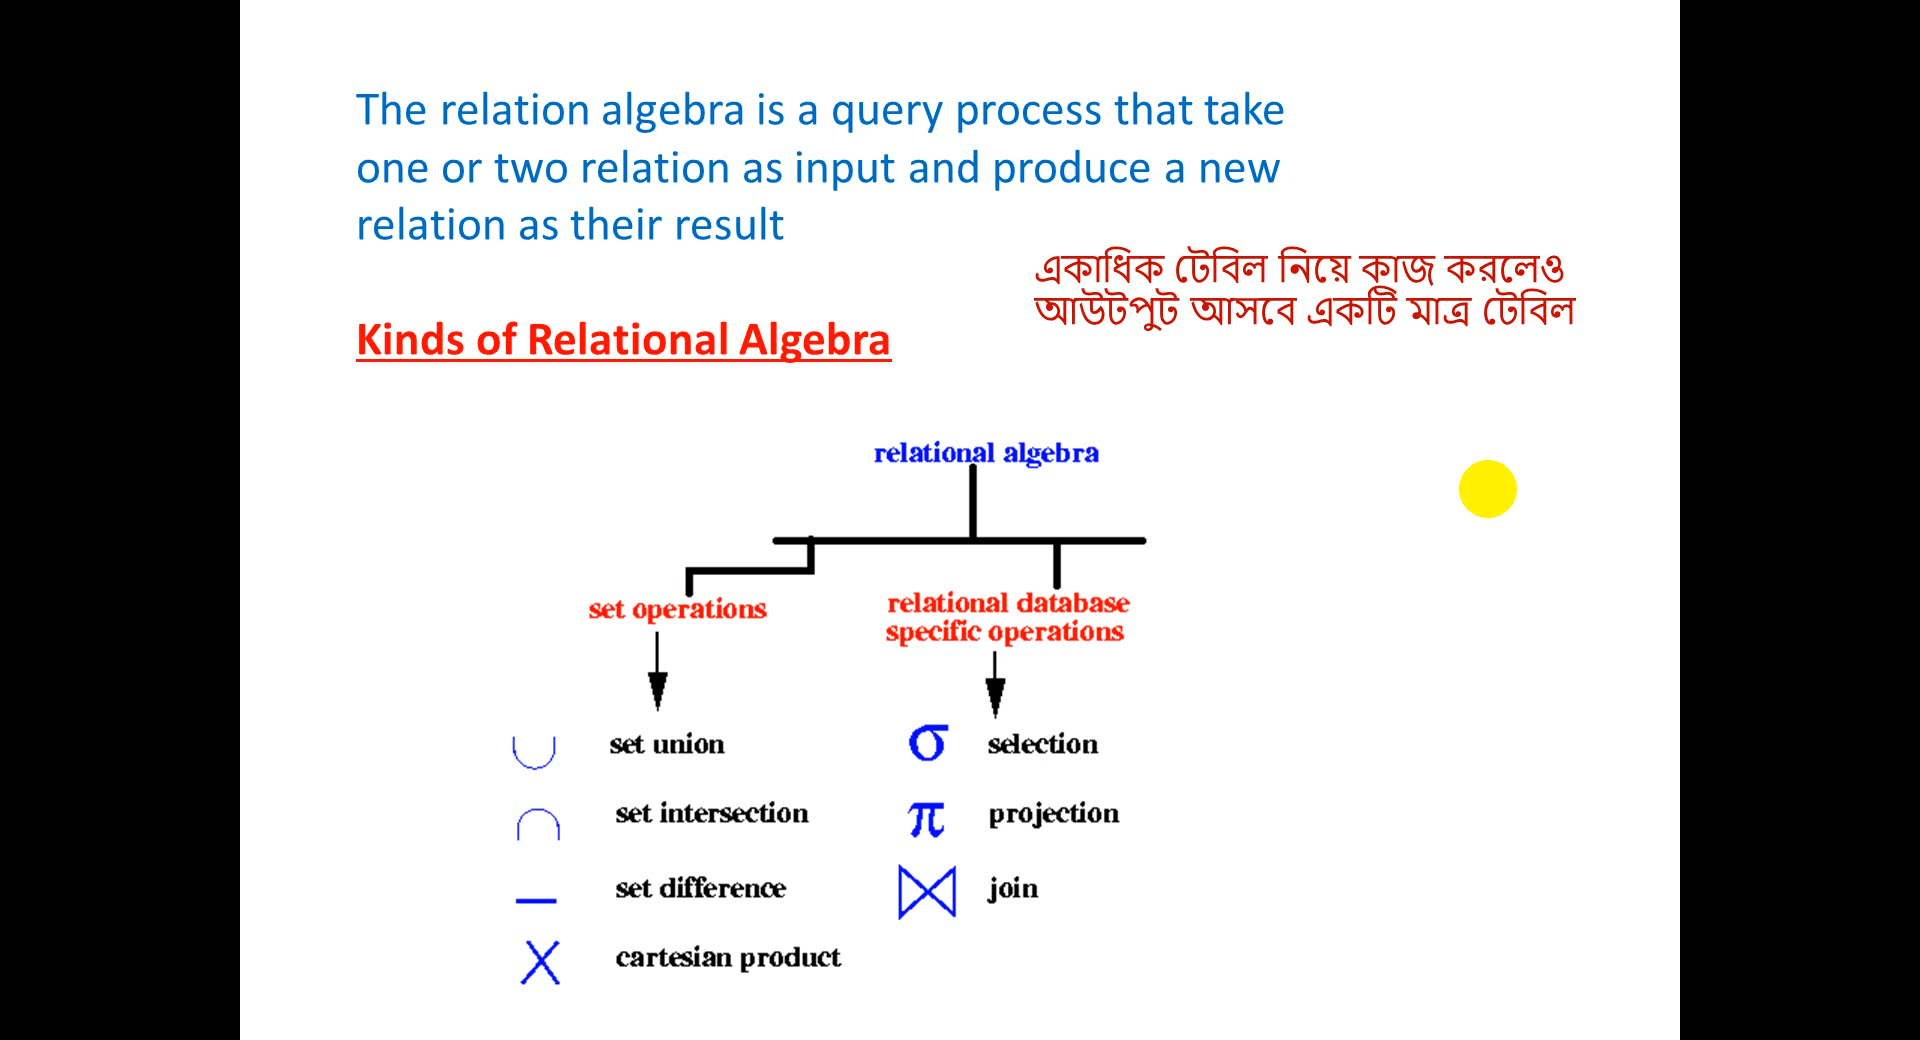 The relation algebra is a query process that take
one or two relation as input and produce a new
relation as their result
একাধিক টেবিল নিয়ে কাজ করলেও
আউটপুট আসবে একটি মাত্র টেবিল
Kinds of Relational Algebra
relational algebra
set operations
relational database
specific operations
∪ set union
∩ set intersection
− set difference
X cartesian product
σ selection
π projection
⋈ join